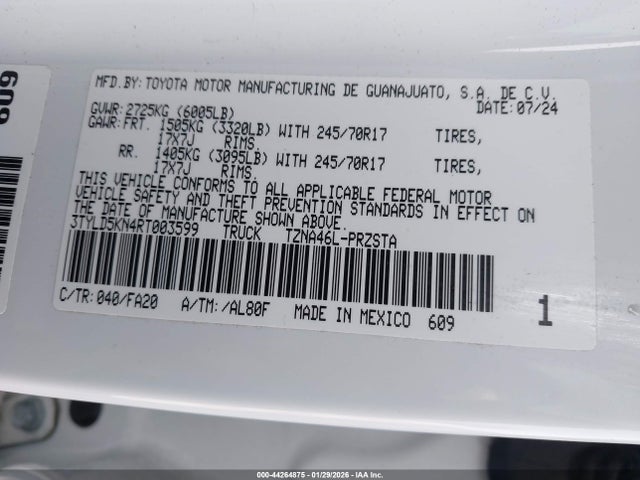 MFD.BY:TOYOTA MOTOR MANUFACTURING DE GUANAJUATO, S.A. DE C.V.
GVWR:2725KG (6005LB) DATE:07/24
GAWR:FRT. 1505KG (3320LB) WITH 245/70R17 TIRES,
17X7J RIMS.
RR. 1405KG (3095LB) WITH 245/70R17 TIRES,
17X7J RIMS.
THIS VEHICLE CONFORMS TO ALL APPLICABLE FEDERAL MOTOR
VEHICLE SAFETY AND THEFT PREVENTION STANDARDS IN EFFECT ON
THE DATE OF MANUFACTURE SHOWN ABOVE.
3TYLD5KN4RT003599 TRUCK TZNA46L-PRZSTA
C/TR:040/FA20 A/TM:/AL80F MADE IN MEXICO 609 1
609
000-44264875 | 01/29/2026 - IAAI, INC.